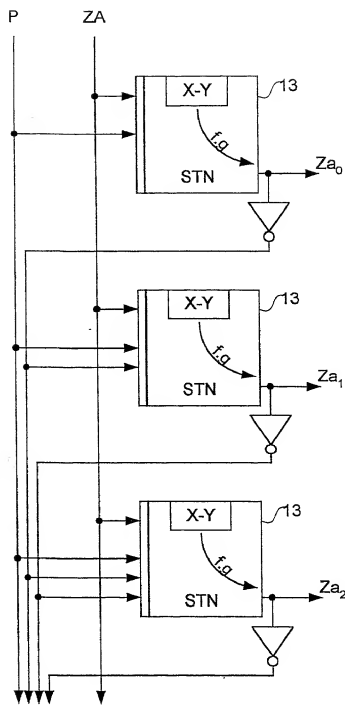 P ZA
X-Y 13
f.g
STN Za0
X-Y 13
f.g
STN Za1
X-Y 13
f.g
STN Za2